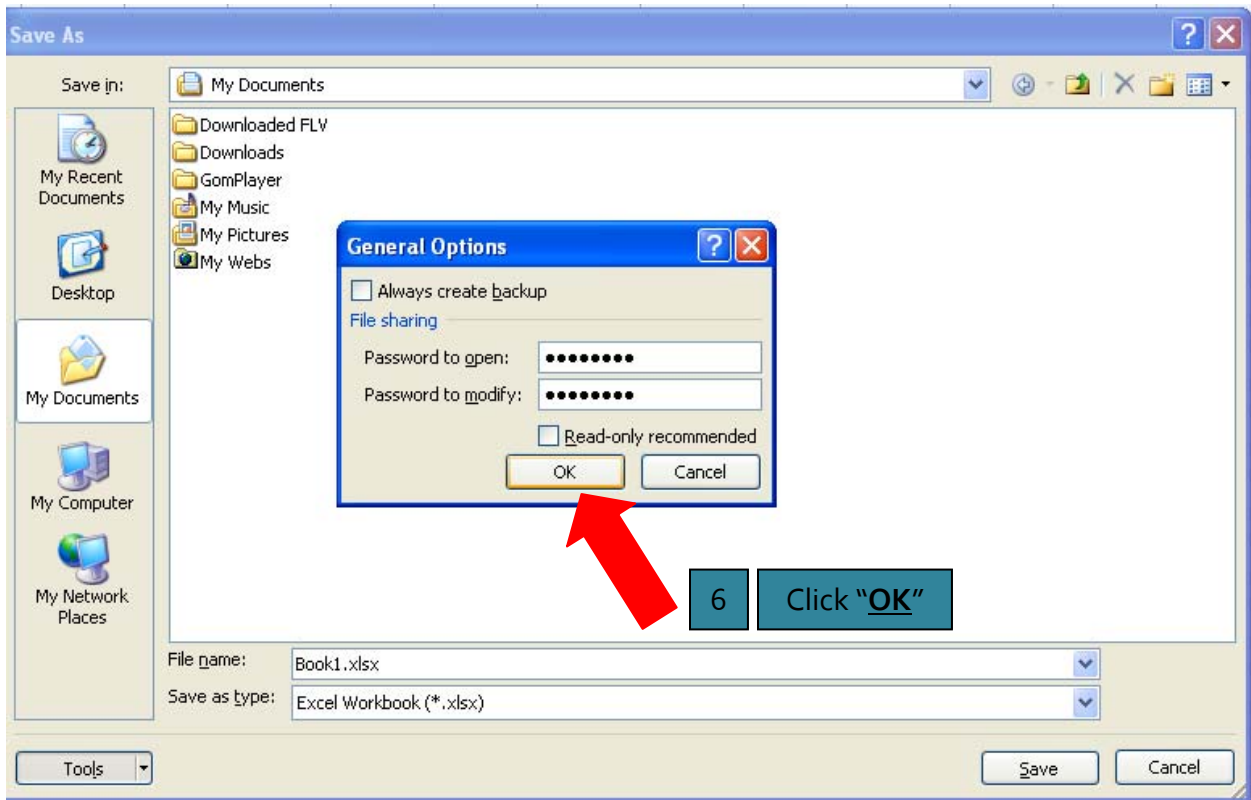 Save As
Save in:
My Documents
My Recent
Documents
Desktop
My Documents
My Computer
My Network
Places
Downloaded FLV
Downloads
GomPlayer
My Music
My Pictures
My Webs
General Options
Always create backup
File sharing
Password to open:
••••••••
Password to modify:
••••••••
Read-only recommended
OK
Cancel
6
Click “OK”
File name:
Book1.xlsx
Save as type:
Excel Workbook (*.xlsx)
Tools
Save
Cancel